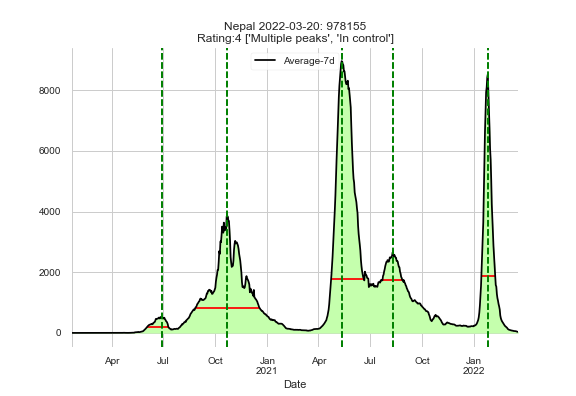 Nepal 2022-03-20: 978155
Rating:4 ['Multiple peaks', 'In control']
Average-7d
8000
6000
4000
2000
0
Apr Jul Oct Jan Apr Jul Oct Jan
2021 2022
Date